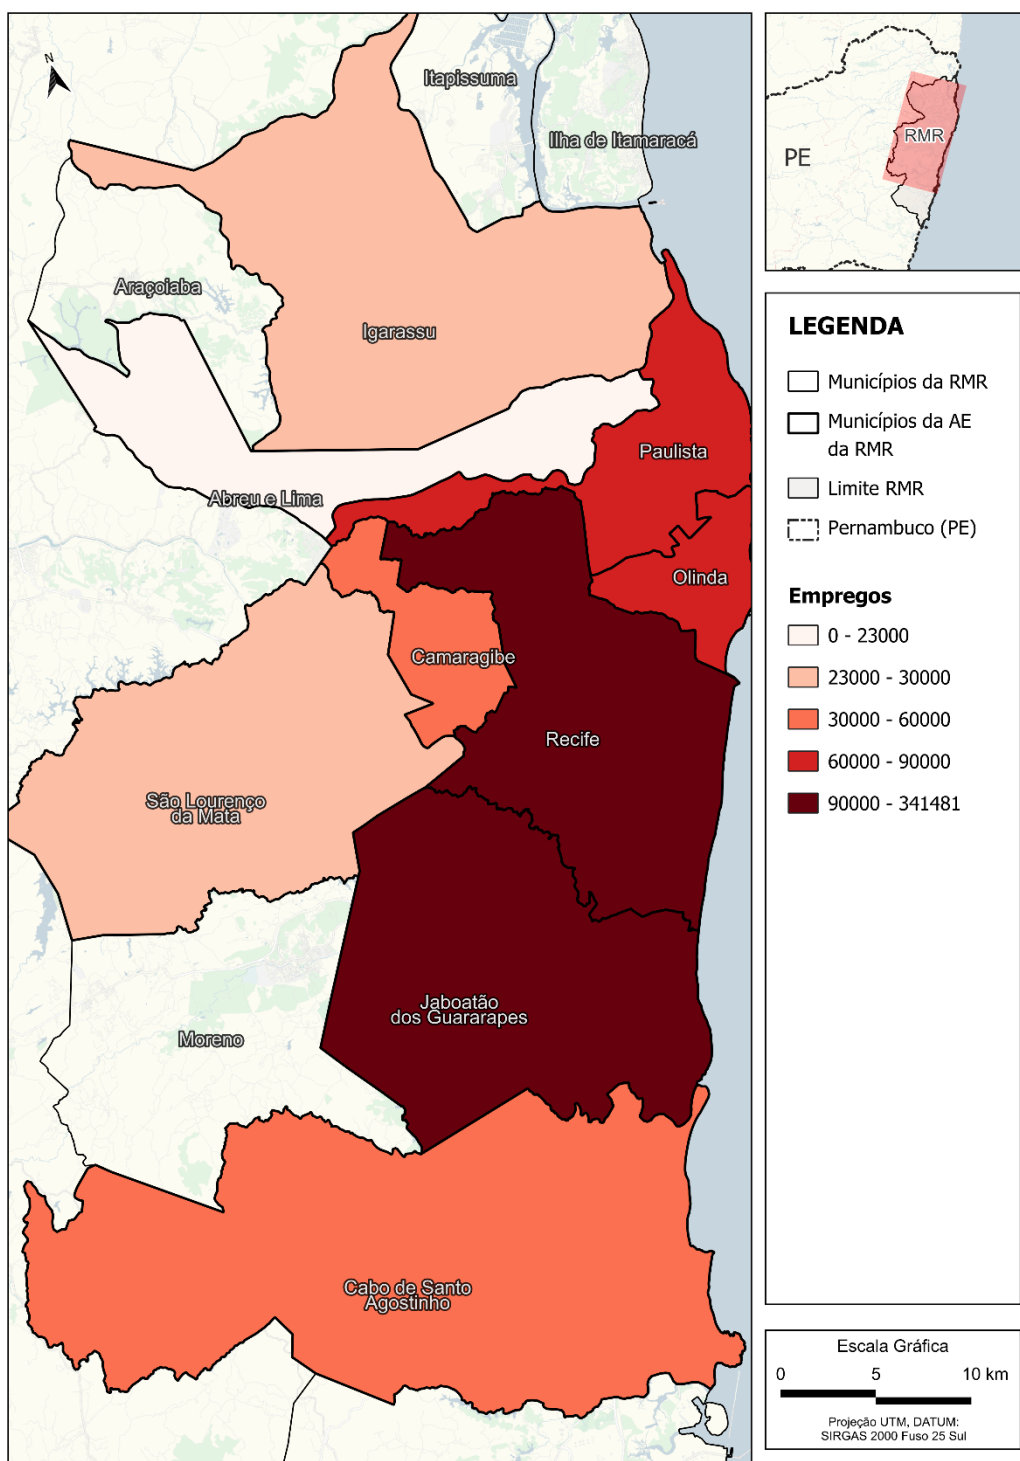 N
Itapissuma
Ilha de Itamaracá
Araçoiaba
Igarassu
Paulista
Abreu e Lima
Olinda
Camaragibe
Recife
São Lourenço
da Mata
Jaboatão
dos Guararapes
Moreno
Cabo de Santo
Agostinho
RMR
PE
LEGENDA
Municípios da RMR
Municípios da AE
da RMR
Limite RMR
Pernambuco (PE)
Empregos
0 - 23000
23000 - 30000
30000 - 60000
60000 - 90000
90000 - 341481
Escala Gráfica
0 5 10 km
Projeção UTM, DATUM:
SIRGAS 2000 Fuso 25 Sul